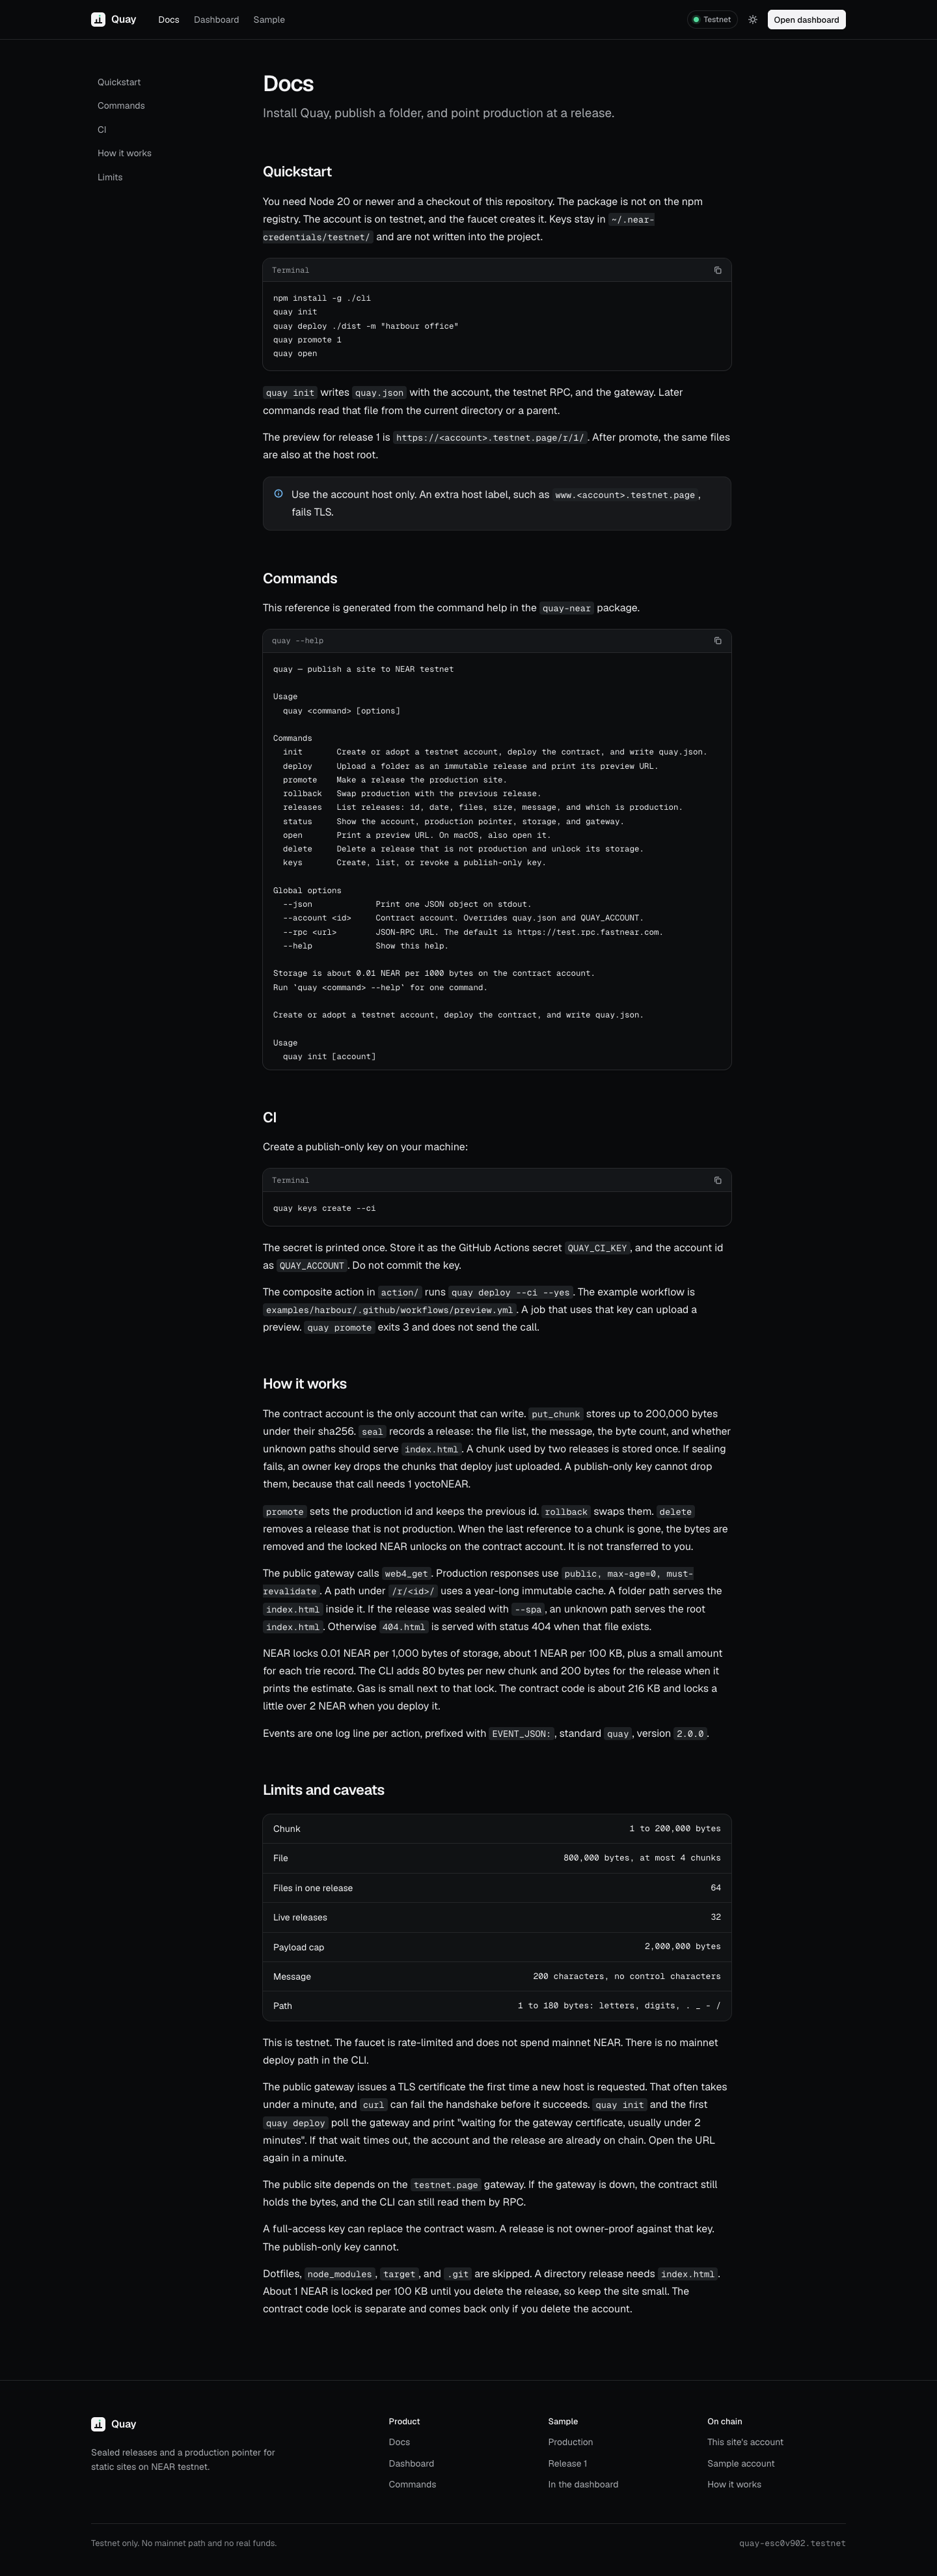 Quay
Docs
Dashboard
Sample
Testnet
Open dashboard
Quickstart
Commands
CI
How it works
Limits
Docs
Install Quay, publish a folder, and point production at a release.
Quickstart
You need Node 20 or newer and a checkout of this repository. The package is not on the npm
registry. The account is on testnet, and the faucet creates it. Keys stay in ~/.near-
credentials/testnet/ and are not written into the project.
Terminal
npm install -g ./cli
quay init
quay deploy ./dist -m "harbour office"
quay promote 1
quay open
quay init writes quay.json with the account, the testnet RPC, and the gateway. Later
commands read that file from the current directory or a parent.
The preview for release 1 is https://<account>.testnet.page/r/1/. After promote, the same files
are also at the host root.
Use the account host only. An extra host label, such as www.<account>.testnet.page,
fails TLS.
Commands
This reference is generated from the command help in the quay-near package.
quay --help
quay — publish a site to NEAR testnet
Usage
  quay <command> [options]
Commands
  init       Create or adopt a testnet account, deploy the contract, and write quay.json.
  deploy     Upload a folder as an immutable release and print its preview URL.
  promote    Make a release the production site.
  rollback   Swap production with the previous release.
  releases   List releases: id, date, files, size, message, and which is production.
  status     Show the account, production pointer, storage, and gateway.
  open       Print a preview URL. On macOS, also open it.
  delete     Delete a release that is not production and unlock its storage.
  keys       Create, list, or revoke a publish-only key.
Global options
  --json             Print one JSON object on stdout.
  --account <id>     Contract account. Overrides quay.json and QUAY_ACCOUNT.
  --rpc <url>        JSON-RPC URL. The default is https://test.rpc.fastnear.com.
  --help             Show this help.
Storage is about 0.01 NEAR per 1000 bytes on the contract account.
Run `quay <command> --help` for one command.
Create or adopt a testnet account, deploy the contract, and write quay.json.
Usage
  quay init [account]
CI
Create a publish-only key on your machine:
Terminal
quay keys create --ci
The secret is printed once. Store it as the GitHub Actions secret QUAY_CI_KEY, and the account id
as QUAY_ACCOUNT. Do not commit the key.
The composite action in action/ runs quay deploy --ci --yes. The example workflow is
examples/harbour/.github/workflows/preview.yml. A job that uses that key can upload a
preview. quay promote exits 3 and does not send the call.
How it works
The contract account is the only account that can write. put_chunk stores up to 200,000 bytes
under their sha256. seal records a release: the file list, the message, the byte count, and whether
unknown paths should serve index.html. A chunk used by two releases is stored once. If sealing
fails, an owner key drops the chunks that deploy just uploaded. A publish-only key cannot drop
them, because that call needs 1 yoctoNEAR.
promote sets the production id and keeps the previous id. rollback swaps them. delete
removes a release that is not production. When the last reference to a chunk is gone, the bytes are
removed and the locked NEAR unlocks on the contract account. It is not transferred to you.
The public gateway calls web4_get. Production responses use public, max-age=0, must-
revalidate. A path under /r/<id>/ uses a year-long immutable cache. A folder path serves the
index.html inside it. If the release was sealed with --spa, an unknown path serves the root
index.html. Otherwise 404.html is served with status 404 when that file exists.
NEAR locks 0.01 NEAR per 1,000 bytes of storage, about 1 NEAR per 100 KB, plus a small amount
for each trie record. The CLI adds 80 bytes per new chunk and 200 bytes for the release when it
prints the estimate. Gas is small next to that lock. The contract code is about 216 KB and locks a
little over 2 NEAR when you deploy it.
Events are one log line per action, prefixed with EVENT_JSON:, standard quay, version 2.0.0.
Limits and caveats
Chunk 1 to 200,000 bytes
File 800,000 bytes, at most 4 chunks
Files in one release 64
Live releases 32
Payload cap 2,000,000 bytes
Message 200 characters, no control characters
Path 1 to 180 bytes: letters, digits, . _ - /
This is testnet. The faucet is rate-limited and does not spend mainnet NEAR. There is no mainnet
deploy path in the CLI.
The public gateway issues a TLS certificate the first time a new host is requested. That often takes
under a minute, and curl can fail the handshake before it succeeds. quay init and the first
quay deploy poll the gateway and print "waiting for the gateway certificate, usually under 2
minutes". If that wait times out, the account and the release are already on chain. Open the URL
again in a minute.
The public site depends on the testnet.page gateway. If the gateway is down, the contract still
holds the bytes, and the CLI can still read them by RPC.
A full-access key can replace the contract wasm. A release is not owner-proof against that key.
The publish-only key cannot.
Dotfiles, node_modules, target, and .git are skipped. A directory release needs index.html.
About 1 NEAR is locked per 100 KB until you delete the release, so keep the site small. The
contract code lock is separate and comes back only if you delete the account.
Quay
Sealed releases and a production pointer for
static sites on NEAR testnet.
Product
Docs
Dashboard
Commands
Sample
Production
Release 1
In the dashboard
On chain
This site's account
Sample account
How it works
Testnet only. No mainnet path and no real funds.
quay-esc0v902.testnet